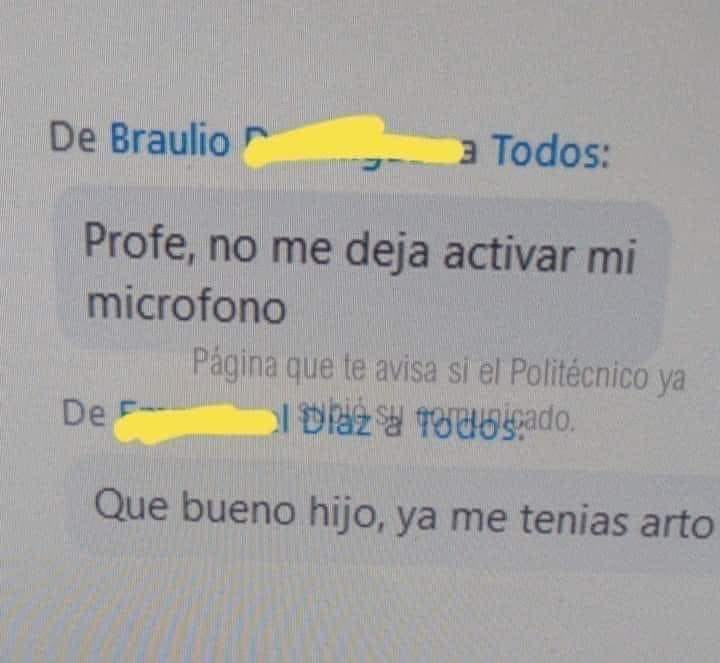 De Braulio a Todos:
Profe, no me deja activar mi
microfono
Página que te avisa si el Politécnico ya
subió su comunicado.
De Díaz a Todos:
Que bueno hijo, ya me tenias arto